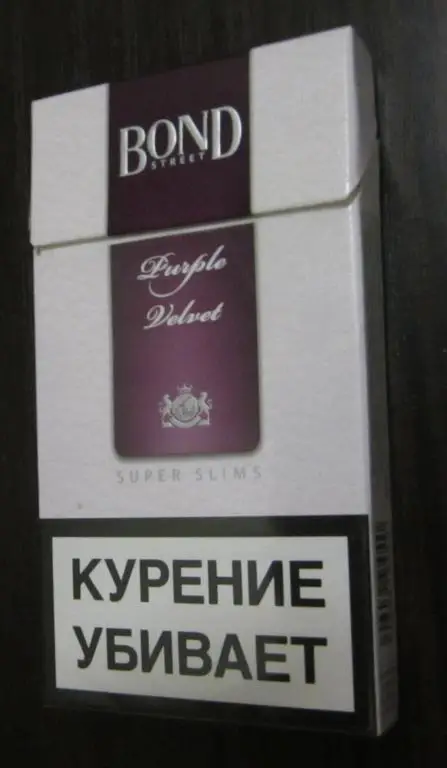 BOND
STREET
Purple
Velvet
SUPER SLIMS
КУРЕНИЕ
УБИВАЕТ